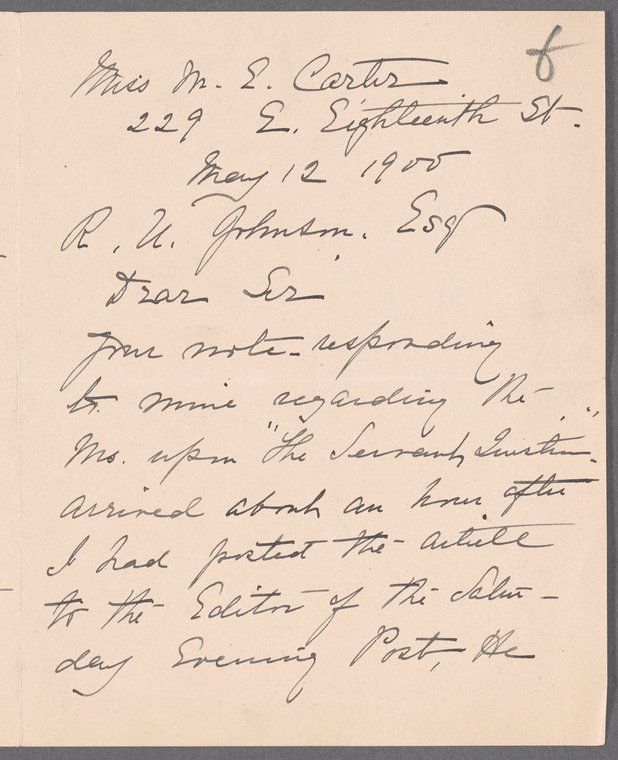 6
Miss M. E. Carter
229 E. Eighteenth St.
May 12 1900
R. U. Johnson. Esq
Dear Sir
Your note responding
to mine regarding the
Ms. upon "The Servant Question"
arrived about an hour after
I had posted the article
to the Editor of the Satur-
day Evening Post, He